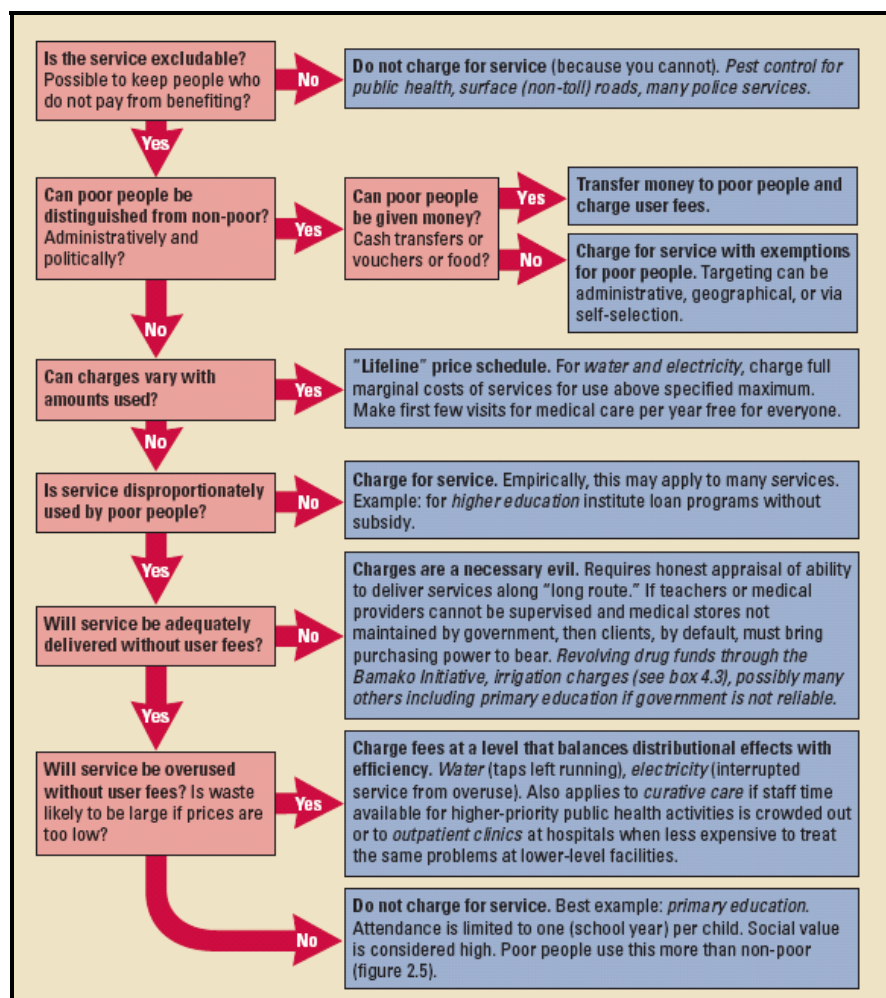 Is the service excludable?
Possible to keep people who
do not pay from benefiting?
No
Do not charge for service (because you cannot). Pest control for
public health, surface (non-toll) roads, many police services.
Yes
Can poor people be
distinguished from non-poor?
Administratively and
politically?
Yes
Can poor people
be given money?
Cash transfers or
vouchers or food?
Yes
Transfer money to poor people and
charge user fees.
No
Charge for service with exemptions
for poor people. Targeting can be
administrative, geographical, or via
self-selection.
No
Can charges vary with
amounts used?
Yes
"Lifeline" price schedule. For water and electricity, charge full
marginal costs of services for use above specified maximum.
Make first few visits for medical care per year free for everyone.
No
Is service disproportionately
used by poor people?
No
Charge for service. Empirically, this may apply to many services.
Example: for higher education institute loan programs without
subsidy.
Yes
Will service be adequately
delivered without user fees?
No
Charges are a necessary evil. Requires honest appraisal of ability
to deliver services along "long route." If teachers or medical
providers cannot be supervised and medical stores not
maintained by government, then clients, by default, must bring
purchasing power to bear. Revolving drug funds through the
Bamako Initiative, irrigation charges (see box 4.3), possibly many
others including primary education if government is not reliable.
Yes
Will service be overused
without user fees? Is waste
likely to be large if prices are
too low?
Yes
Charge fees at a level that balances distributional effects with
efficiency. Water (taps left running), electricity (interrupted
service from overuse). Also applies to curative care if staff time
available for higher-priority public health activities is crowded out
or to outpatient clinics at hospitals when less expensive to treat
the same problems at lower-level facilities.
No
Do not charge for service. Best example: primary education.
Attendance is limited to one (school year) per child. Social value
is considered high. Poor people use this more than non-poor
(figure 2.5).